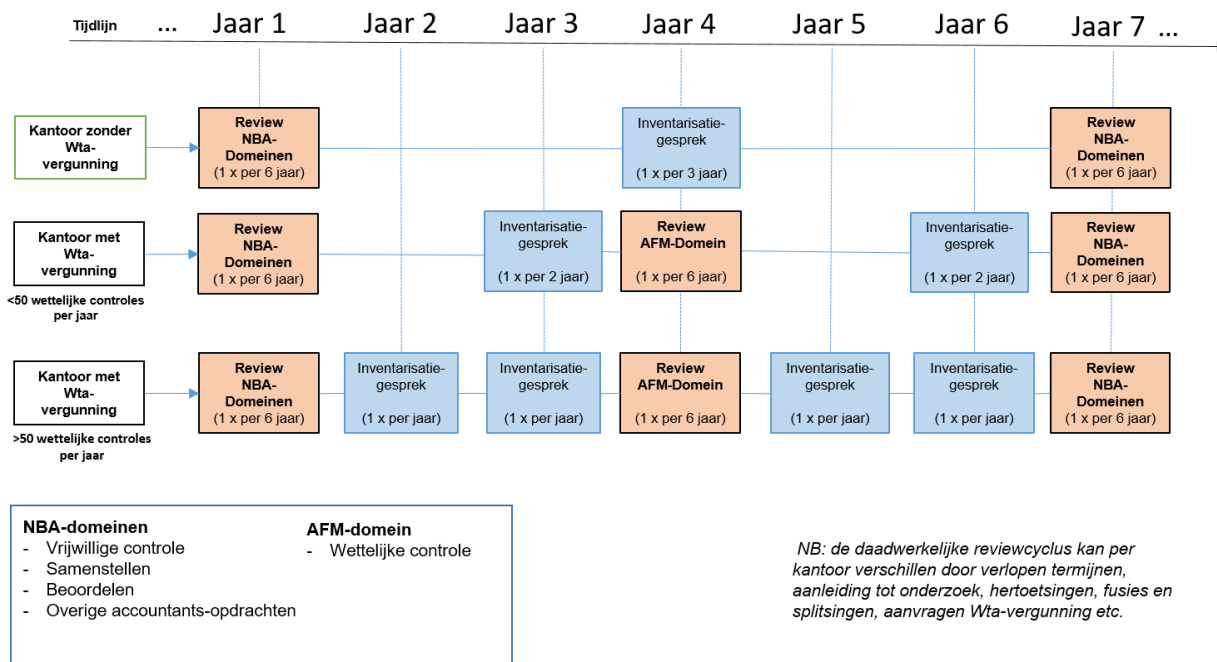 Tijdlijn ... Jaar 1 Jaar 2 Jaar 3 Jaar 4 Jaar 5 Jaar 6 Jaar 7 ...
Kantoor zonder
Wta-
vergunning
Review
NBA-
Domeinen
(1 x per 6 jaar)
Inventarisatie-
gesprek
(1 x per 3 jaar)
Review
NBA-
Domeinen
(1 x per 6 jaar)
Kantoor met
Wta-
vergunning
<50 wettelijke controles
per jaar
Review
NBA-
Domeinen
(1 x per 6 jaar)
Inventarisatie-
gesprek
(1 x per 2 jaar)
Review
AFM-Domein
(1 x per 6 jaar)
Inventarisatie-
gesprek
(1 x per 2 jaar)
Review
NBA-
Domeinen
(1 x per 6 jaar)
Kantoor met
Wta-
vergunning
>50 wettelijke controles
per jaar
Review
NBA-
Domeinen
(1 x per 6 jaar)
Inventarisatie-
gesprek
(1 x per jaar)
Inventarisatie-
gesprek
(1 x per jaar)
Review
AFM-Domein
(1 x per 6 jaar)
Inventarisatie-
gesprek
(1 x per jaar)
Inventarisatie-
gesprek
(1 x per jaar)
Review
NBA-
Domeinen
(1 x per 6 jaar)
NBA-domeinen
- Vrijwillige controle
- Samenstellen
- Beoordelen
- Overige accountants-opdrachten
AFM-domein
- Wettelijke controle
NB: de daadwerkelijke reviewcyclus kan per
kantoor verschillen door verlopen termijnen,
aanleiding tot onderzoek, hertoetsingen, fusies en
splitsingen, aanvragen Wta-vergunning etc.